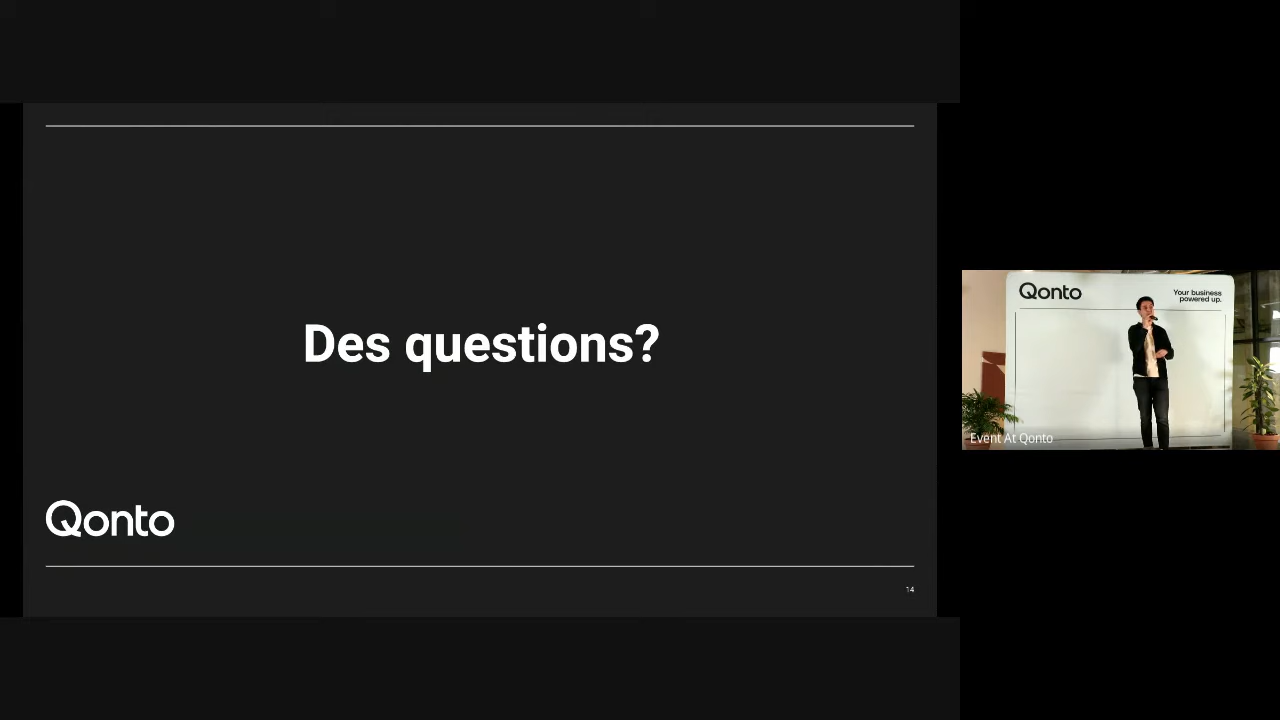 Des questions?
Qonto
14
Qonto
Your business
powered up.
Event At Qonto